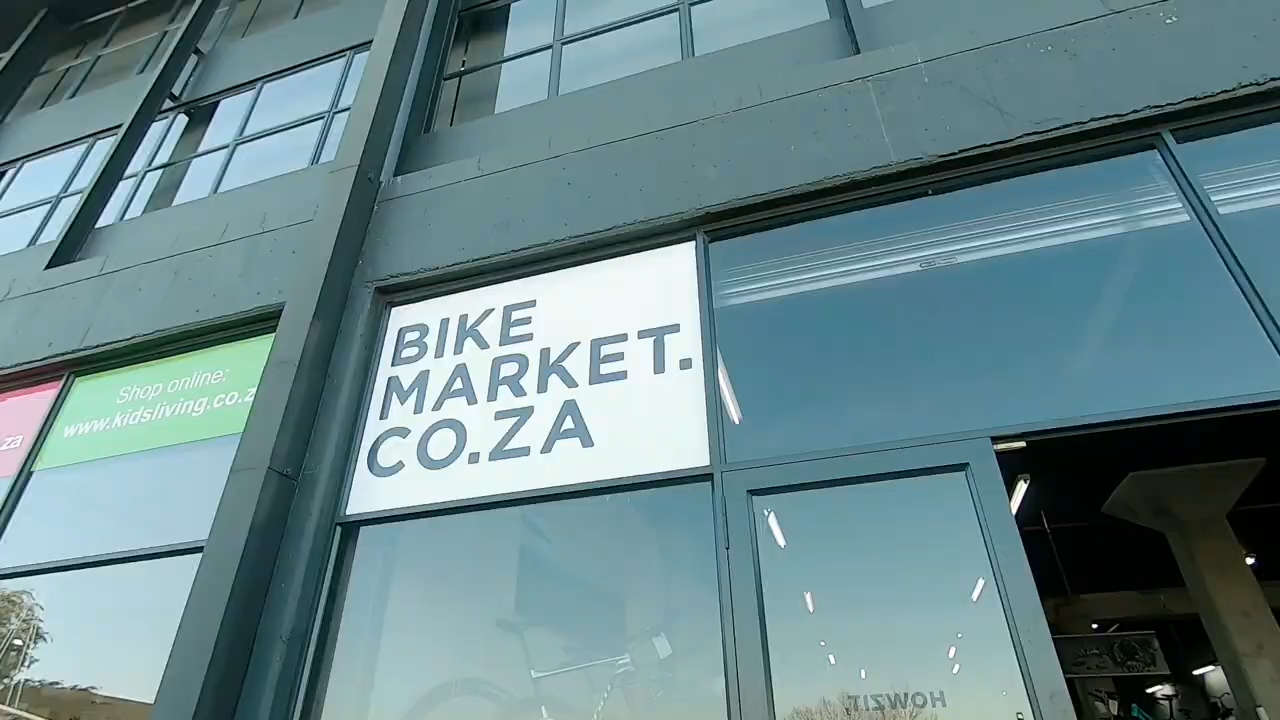 BIKE
MARKET.
CO.ZA
Shop online:
www.kidsliving.co.z
za
HOWZIT